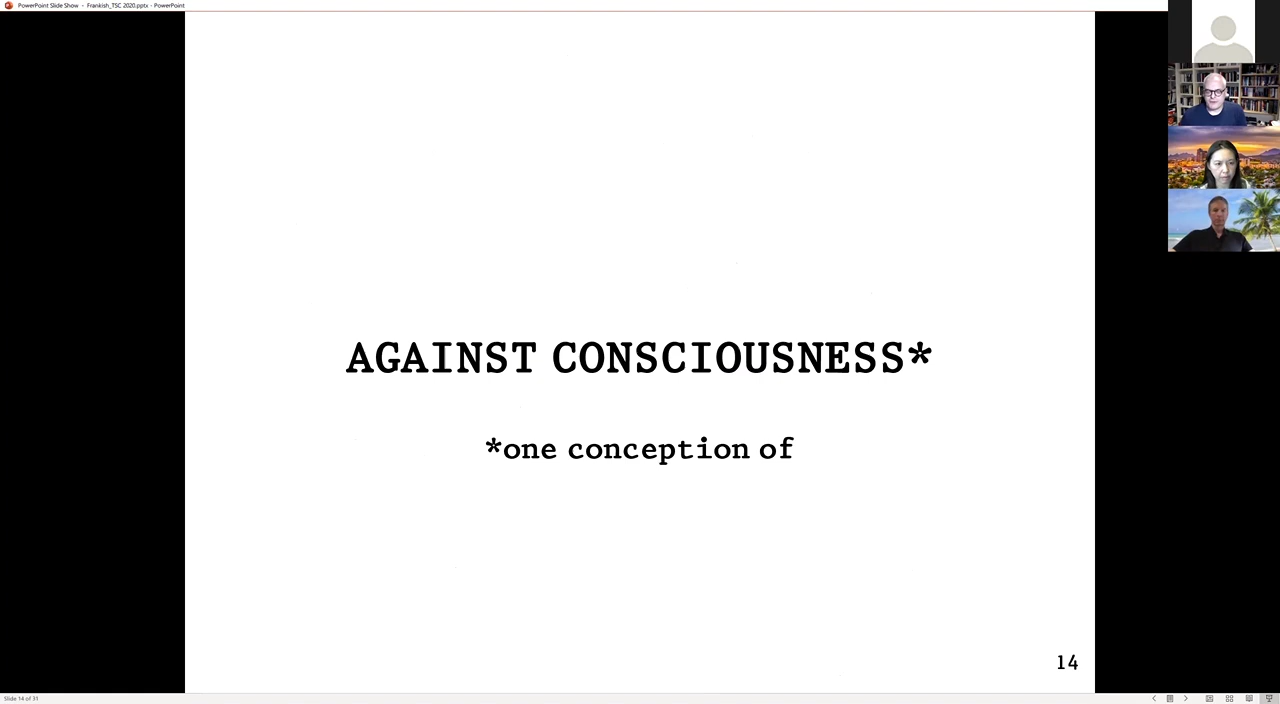 PowerPoint Slide Show - Frankish_TSC 2020.pptx - PowerPoint
AGAINST CONSCIOUSNESS*
*one conception of
14
Slide 14 of 31